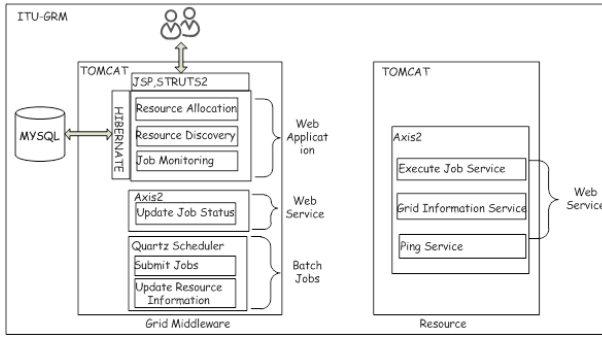 ITU-GRM
TOMCAT
JSP,STRUTS2
HIBERNATE
Resource Allocation
Resource Discovery
Job Monitoring
Web
Applicat
ion
MYSQL
Axis2
Update Job Status
Web
Service
Quartz Scheduler
Submit Jobs
Update Resource
Information
Batch
Jobs
Grid Middleware
TOMCAT
Axis2
Execute Job Service
Grid Information Service
Ping Service
Web
Service
Resource